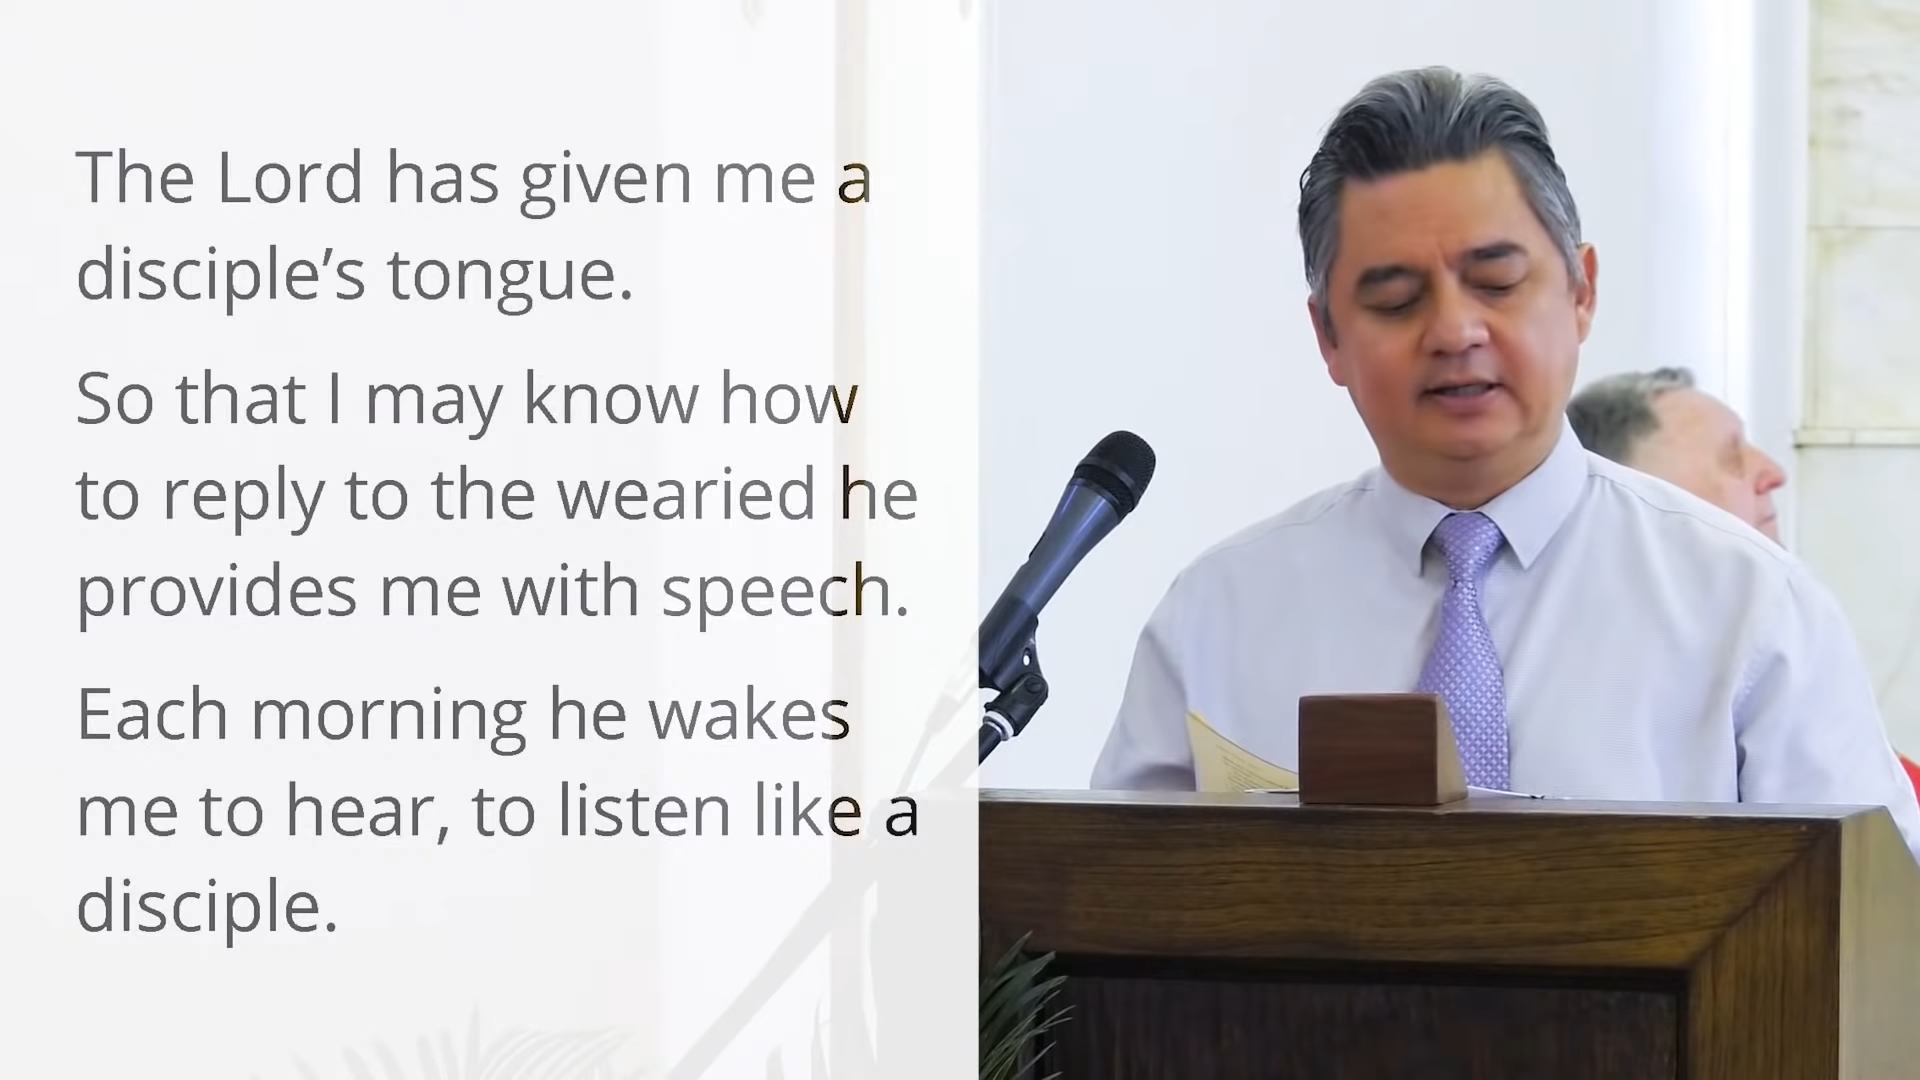 The Lord has given me a
disciple’s tongue.
So that I may know how
to reply to the wearied he
provides me with speech.
Each morning he wakes
me to hear, to listen like a
disciple.